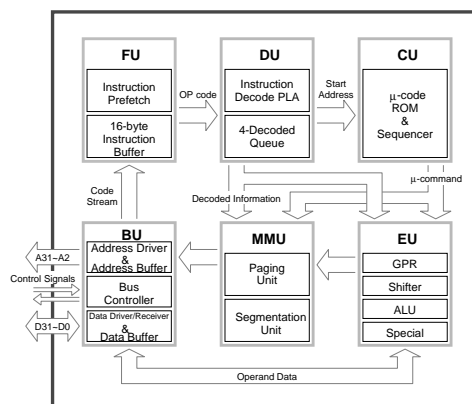 FU
Instruction
Prefetch
16-byte
Instruction
Buffer
OP code
DU
Instruction
Decode PLA
4-Decoded
Queue
Start
Address
CU
μ-code
ROM
&
Sequencer
Code
Stream
Decoded Information
μ-command
BU
Address Driver
&
Address Buffer
Bus
Controller
Data Driver/Receiver
&
Data Buffer
A31–A2
Control Signals
D31–D0
MMU
Paging
Unit
Segmentation
Unit
EU
GPR
Shifter
ALU
Special
Operand Data